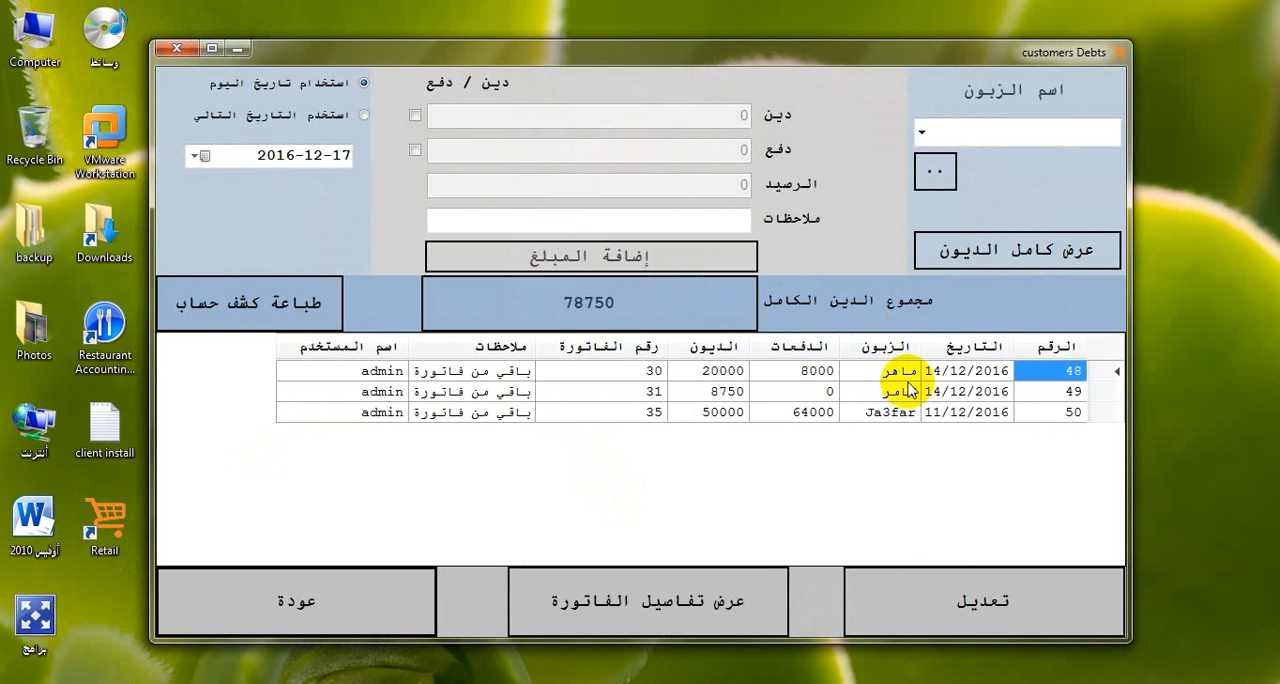 Computer
وسائط
Recycle Bin
VMware Workstation
backup
Downloads
Photos
Restaurant Accountin...
أنترنت
client install
أوفيس 2010
Retail
برامج
customers Debts
اسم الزبون
..
عرض كامل الديون
دين / دفع
دين
0
دفع
0
الرصيد
0
ملاحظات
إضافة المبلغ
استخدام تاريخ اليوم
استخدم التاريخ التالي
2016-12-17
مجموع الدين الكامل
78750
طباعة كشف حساب
الرقم التاريخ الزبون الدفعات الديون رقم الفاتورة ملاحظات اسم المستخدم
48 14/12/2016 ماهر 8000 20000 30 باقي من فاتورة admin
49 14/12/2016 0 8750 31 باقي من فاتورة admin
50 11/12/2016 Ja3far 64000 50000 35 باقي من فاتورة admin
تعديل
عرض تفاصيل الفاتورة
عودة